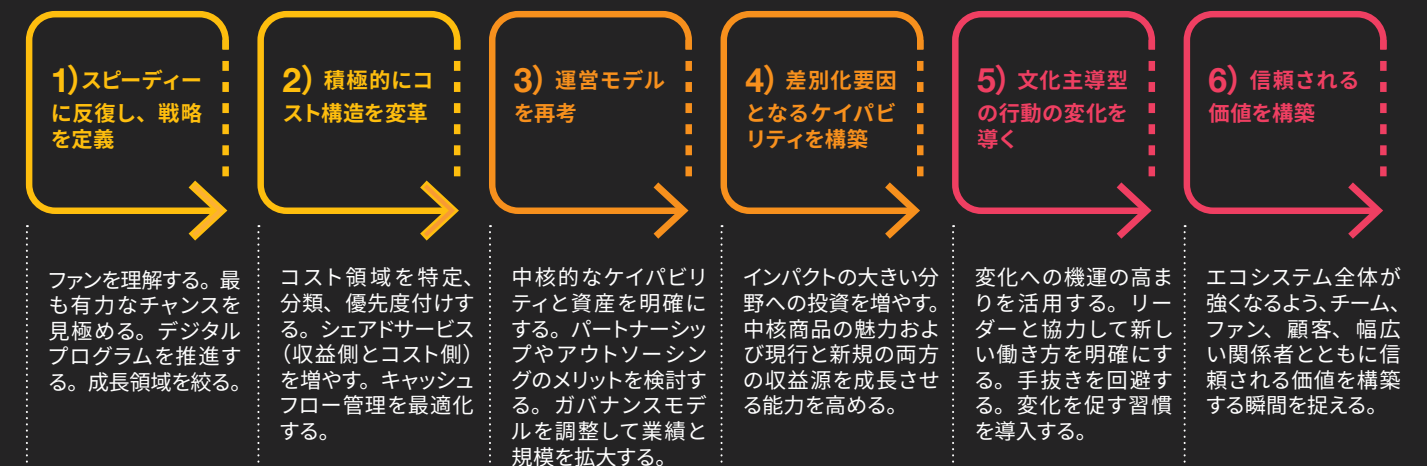 1)スピーディー
に反復し、戦略
を定義
ファンを理解する。最
も有力なチャンスを
見極める。デジタル
プログラムを推進す
る。成長領域を絞る。
2) 積極的にコ
スト構造を変革
コスト領域を特定、
分類、優先度付けす
る。シェアドサービス
（収益側とコスト側）
を増やす。キャッシュ
フロー管理を最適化
する。
3) 運営モデル
を再考
中核的なケイパビリ
ティと資産を明確に
する。パートナーシッ
プやアウトソーシン
グのメリットを検討す
る。ガバナンスモデ
ルを調整して業績と
規模を拡大する。
4) 差別化要因
となるケイパビ
リティを構築
インパクトの大きい分
野への投資を増やす。
中核商品の魅力およ
び現行と新規の両方
の収益源を成長させ
る能力を高める。
5) 文化主導型
の行動の変化を
導く
変化への機運の高ま
りを活用する。リー
ダーと協力して新し
い働き方を明確にす
る。手抜きを回避す
る。変化を促す習慣
を導入する。
6) 信頼される
価値を構築
エコシステム全体が
強くなるよう、チーム、
ファン、顧客、幅広
い関係者とともに信
頼される価値を構築
する瞬間を捉える。